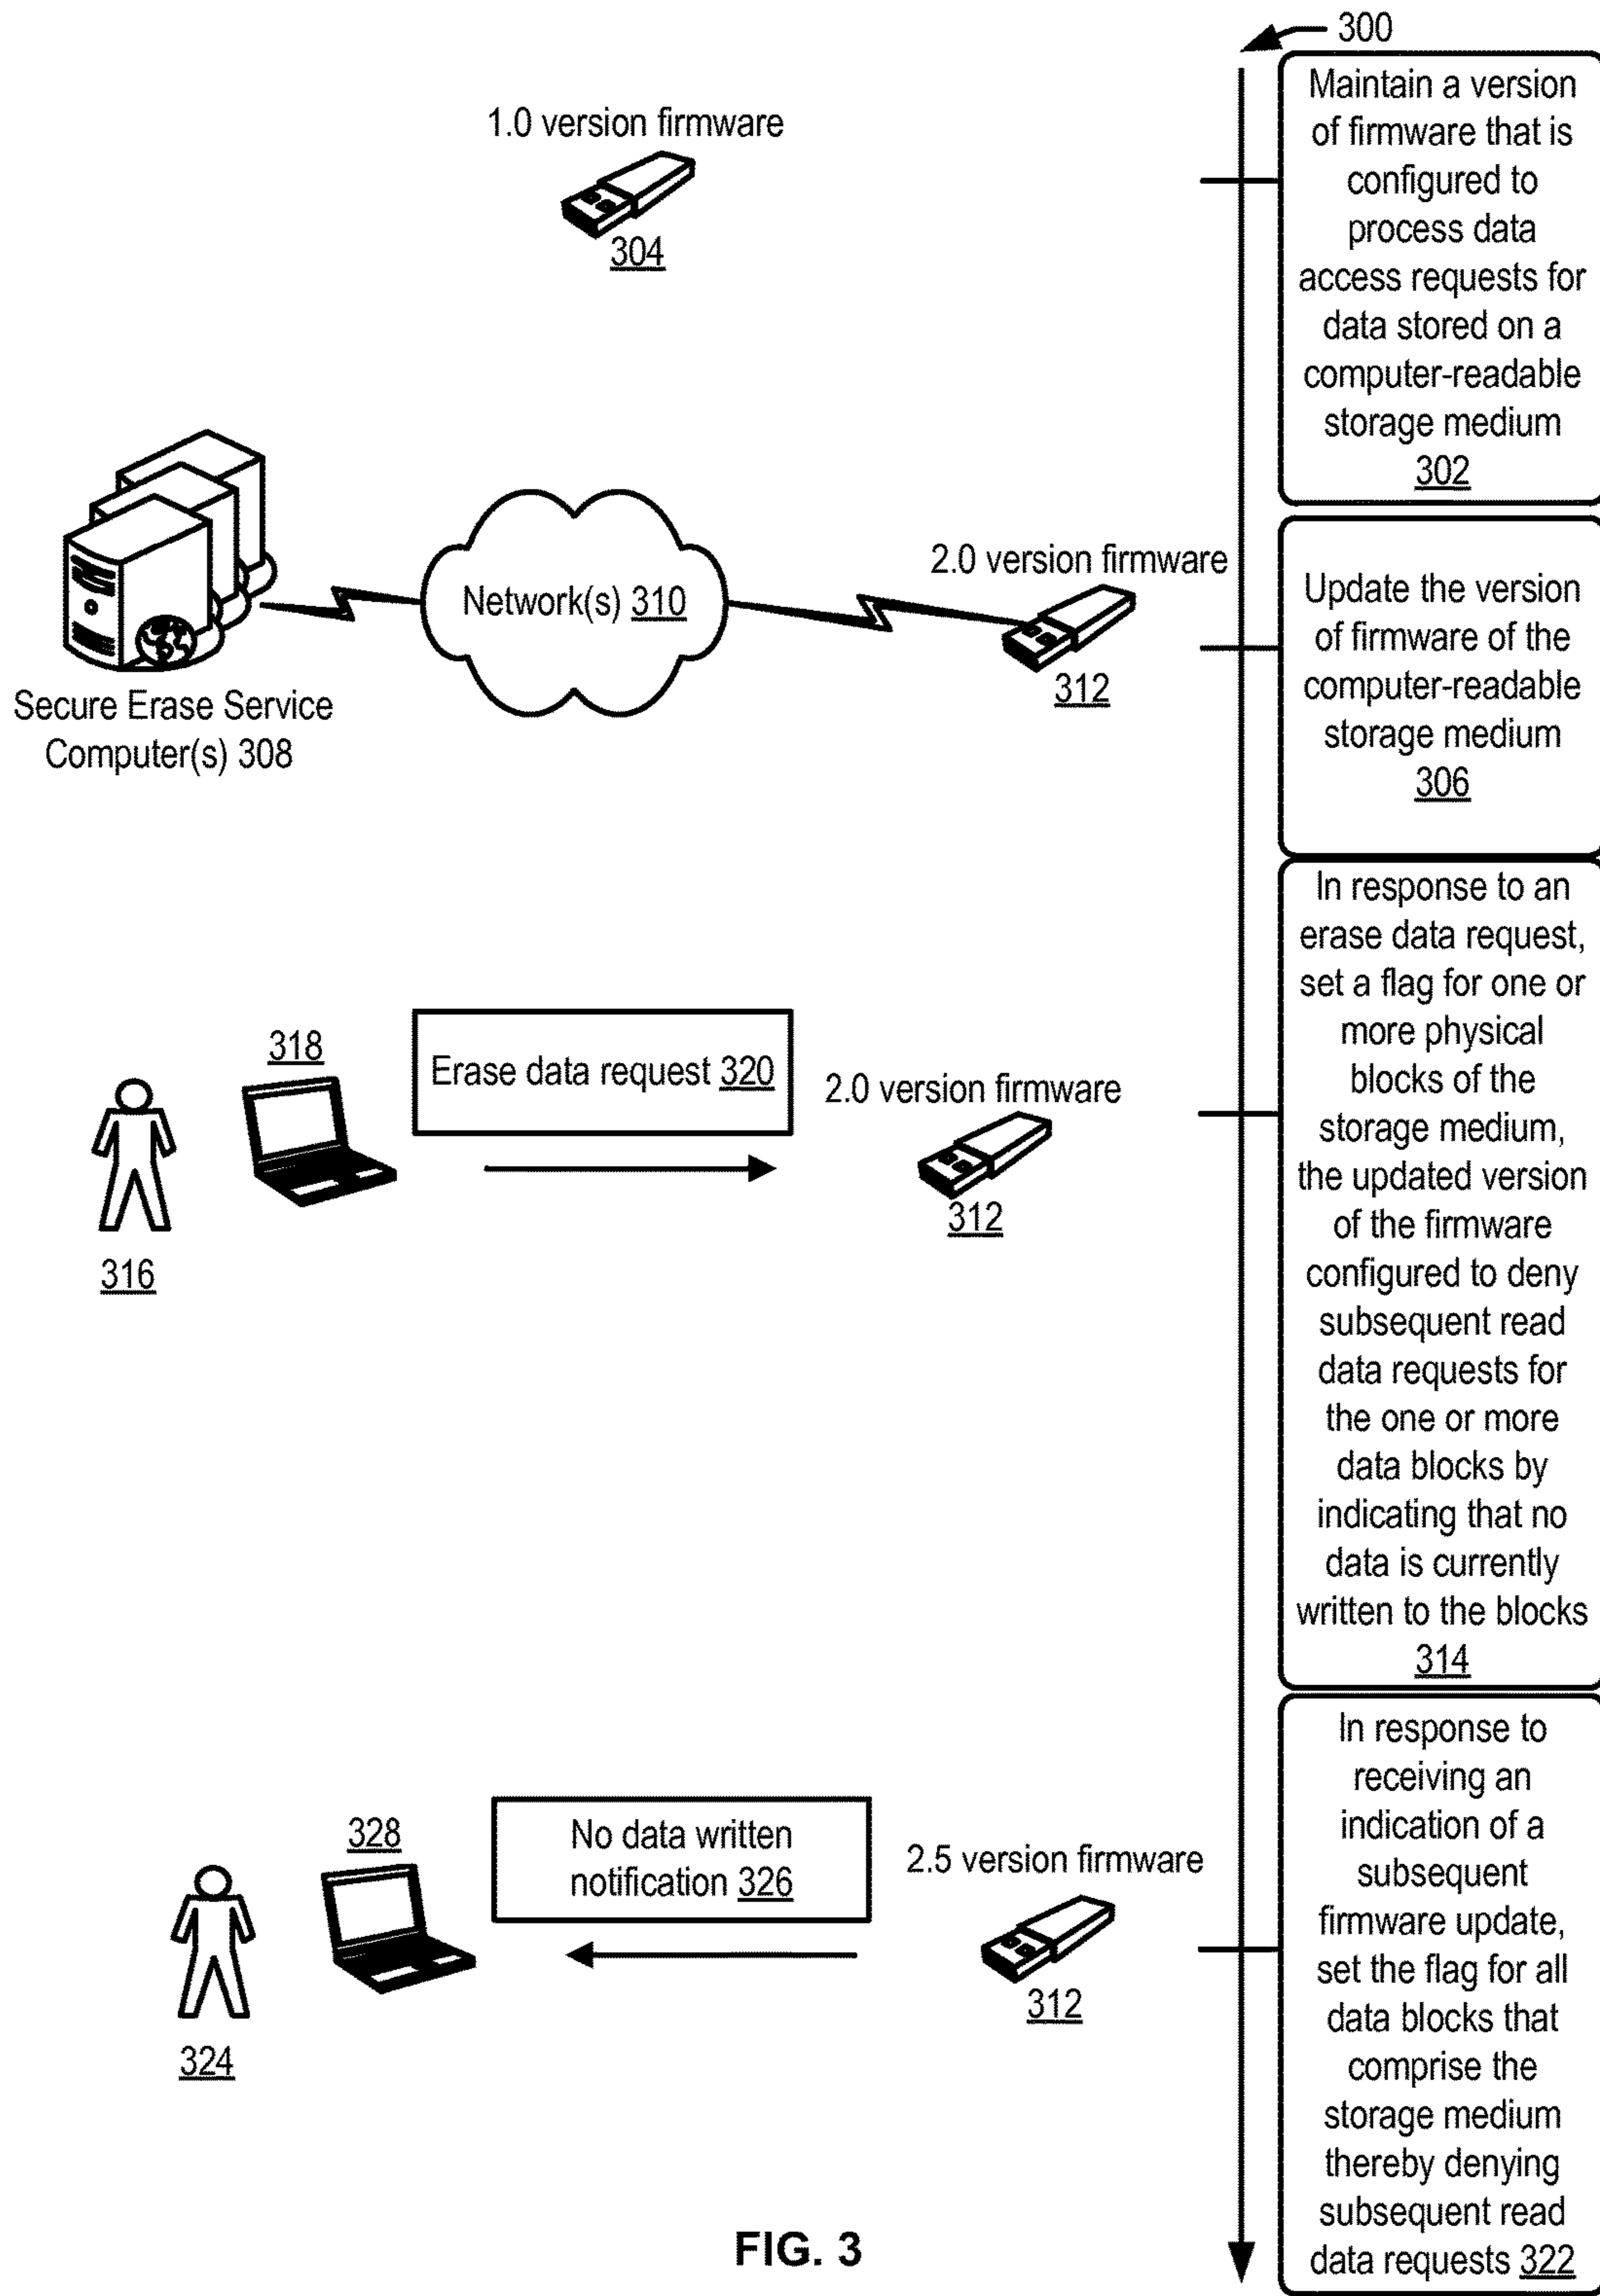 300
1.0 version firmware
304
Maintain a version
of firmware that is
configured to
process data
access requests for
data stored on a
computer-readable
storage medium
302
Secure Erase Service
Computer(s) 308
Network(s) 310
2.0 version firmware
312
Update the version
of firmware of the
computer-readable
storage medium
306
316
318
Erase data request 320
2.0 version firmware
312
In response to an
erase data request,
set a flag for one or
more physical
blocks of the
storage medium,
the updated version
of the firmware
configured to deny
subsequent read
data requests for
the one or more
data blocks by
indicating that no
data is currently
written to the blocks
314
324
328
No data written
notification 326
2.5 version firmware
312
In response to
receiving an
indication of a
subsequent
firmware update,
set the flag for all
data blocks that
comprise the
storage medium
thereby denying
subsequent read
data requests 322
FIG. 3